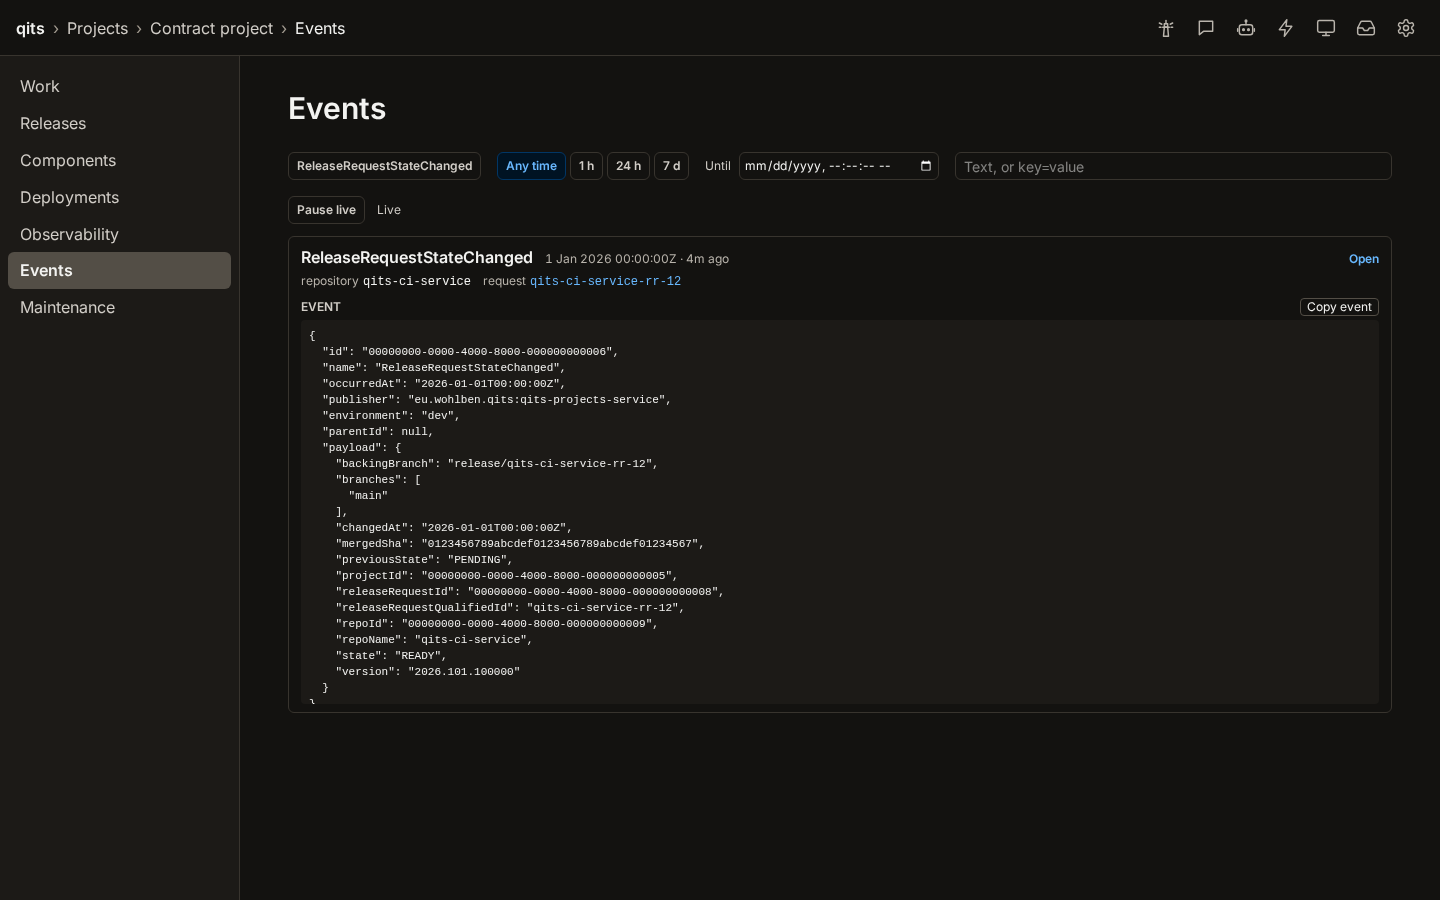 qits › Projects › Contract project › Events
Work
Releases
Components
Deployments
Observability
Events
Maintenance
Events
ReleaseRequestStateChanged Any time 1 h 24 h 7 d Until mm/dd/yyyy, --:--:-- -- Text, or key=value
Pause live Live
ReleaseRequestStateChanged 1 Jan 2026 00:00:00Z · 4m ago Open
repository qits-ci-service request qits-ci-service-rr-12
EVENT Copy event
{
  "id": "00000000-0000-4000-8000-000000000006",
  "name": "ReleaseRequestStateChanged",
  "occurredAt": "2026-01-01T00:00:00Z",
  "publisher": "eu.wohlben.qits:qits-projects-service",
  "environment": "dev",
  "parentId": null,
  "payload": {
    "backingBranch": "release/qits-ci-service-rr-12",
    "branches": [
      "main"
    ],
    "changedAt": "2026-01-01T00:00:00Z",
    "mergedSha": "0123456789abcdef0123456789abcdef01234567",
    "previousState": "PENDING",
    "projectId": "00000000-0000-4000-8000-000000000005",
    "releaseRequestId": "00000000-0000-4000-8000-000000000008",
    "releaseRequestQualifiedId": "qits-ci-service-rr-12",
    "repoId": "00000000-0000-4000-8000-000000000009",
    "repoName": "qits-ci-service",
    "state": "READY",
    "version": "2026.101.100000"
  }
}